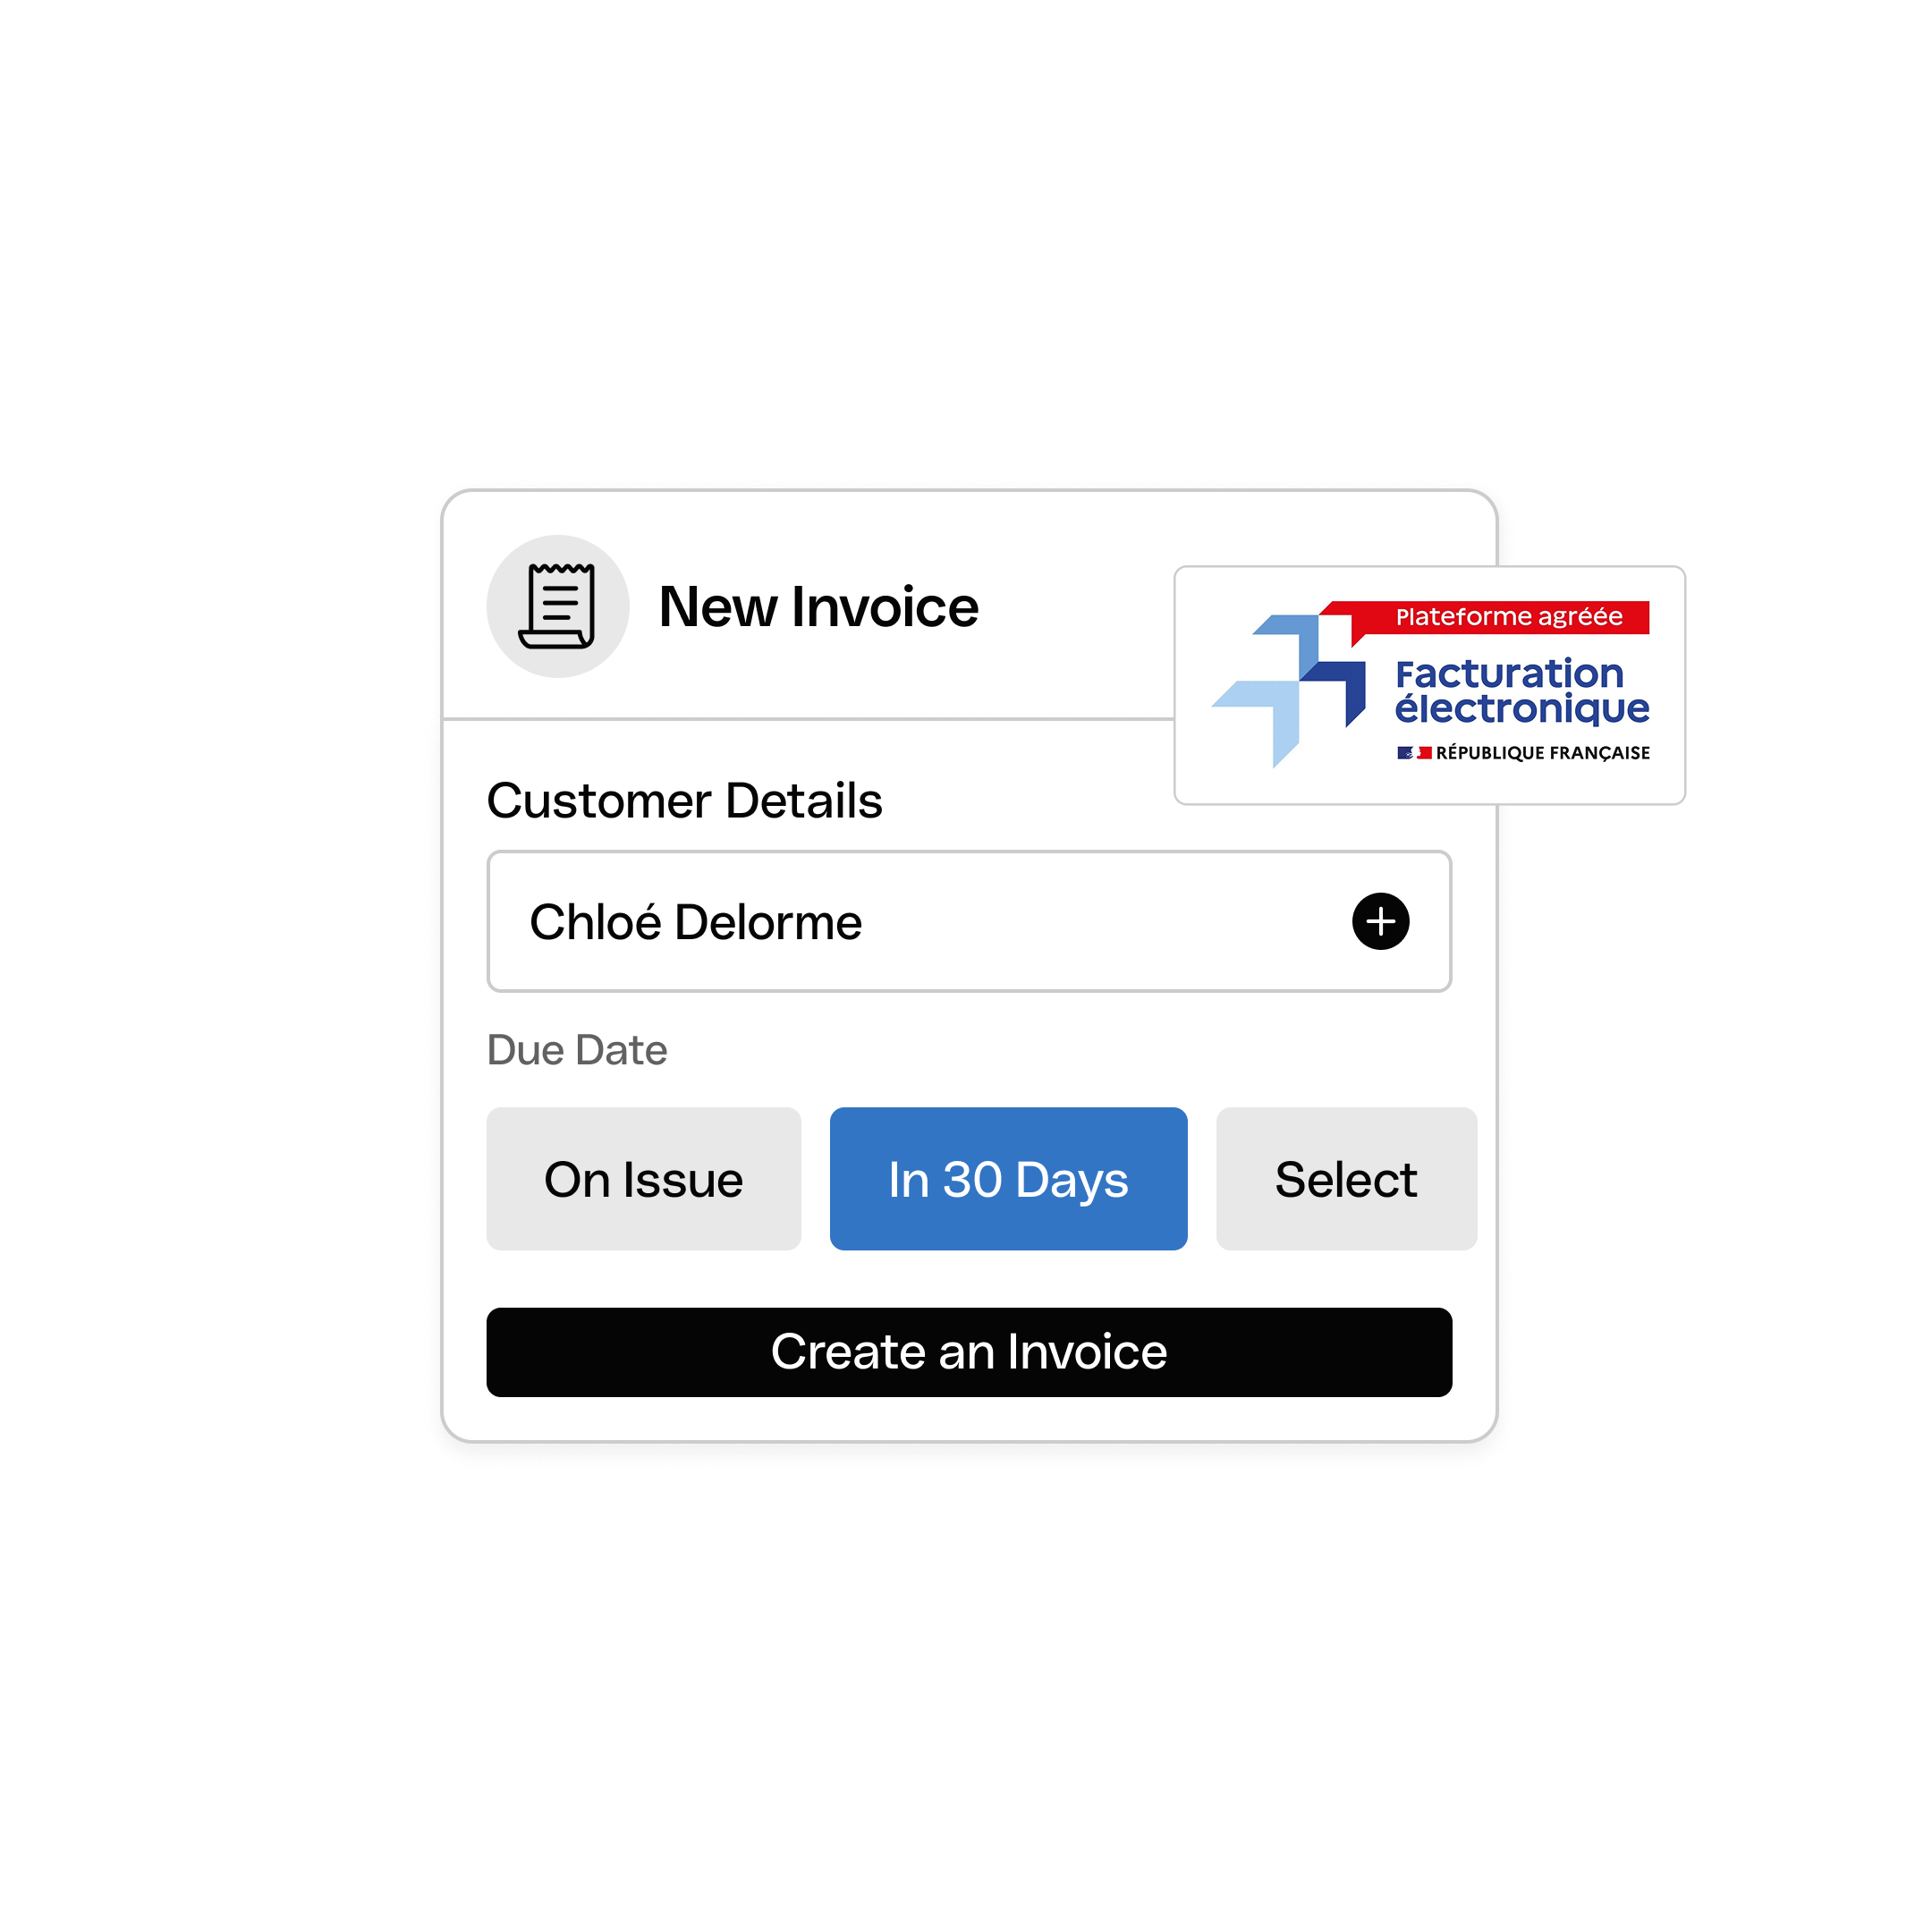 New Invoice
Plateforme agréée
Facturation
électronique
RÉPUBLIQUE FRANÇAISE
Customer Details
Chloé Delorme
Due Date
On Issue
In 30 Days
Select
Create an Invoice